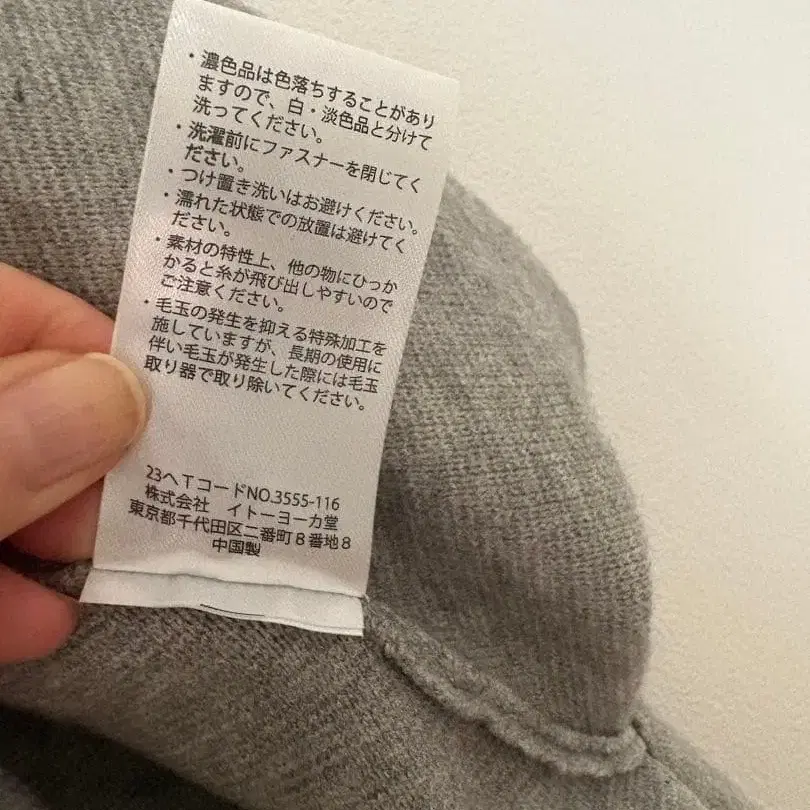 ・濃色品は色落ちすることがあり
ますので、白・淡色品と分けて
洗ってください。
・洗濯前にファスナーを閉じてく
ださい。
・つけ置き洗いはお避けください。
・濡れた状態での放置は避けてく
ださい。
・素材の特性上、他の物にひっか
かると糸が飛び出しやすいので
ご注意ください。
・毛玉の発生を抑える特殊加工を
施していますが、長期の使用に
伴い毛玉が発生した際には毛玉
取り器で取り除いてください。
23ヘTコードNO.3555-116
株式会社 イトーヨーカ堂
東京都千代田区二番町8番地8
中国製